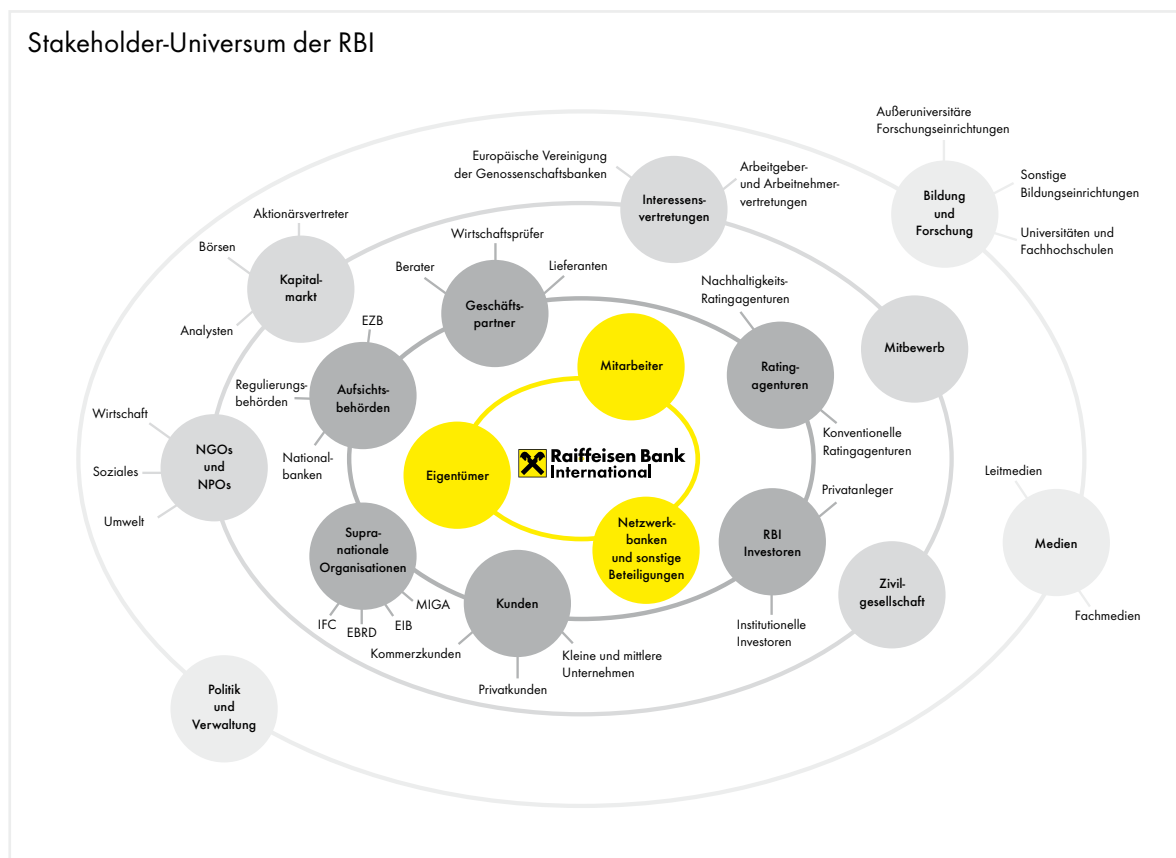 Stakeholder-Universum der RBI
Außeruniversitäre
Forschungseinrichtungen
Sonstige
Bildungseinrichtungen
Bildung
und
Forschung
Universitäten und
Fachhochschulen
Europäische Vereinigung
der Genossenschaftsbanken
Arbeitgeber-
und Arbeitnehmer-
vertretungen
Interessens-
vertretungen
Aktionärsvertreter
Börsen
Kapital-
markt
Analysten
Wirtschaftsprüfer
Berater
Lieferanten
Geschäfts-
partner
Nachhaltigkeits-
Ratingagenturen
Rating-
agenturen
Konventionelle
Ratingagenturen
Mitbewerb
EZB
Regulierungs-
behörden
Aufsichts-
behörden
National-
banken
Mitarbeiter
Eigentümer
Raiffeisen Bank
International
Netzwerk-
banken
und sonstige
Beteiligungen
Wirtschaft
Soziales
Umwelt
NGOs
und
NPOs
Privatanleger
RBI
Investoren
Institutionelle
Investoren
Leitmedien
Medien
Fachmedien
Supra-
nationale
Organisationen
IFC
EBRD
EIB
MIGA
Kunden
Kommerzkunden
Privatkunden
Kleine und mittlere
Unternehmen
Zivil-
gesellschaft
Politik
und
Verwaltung